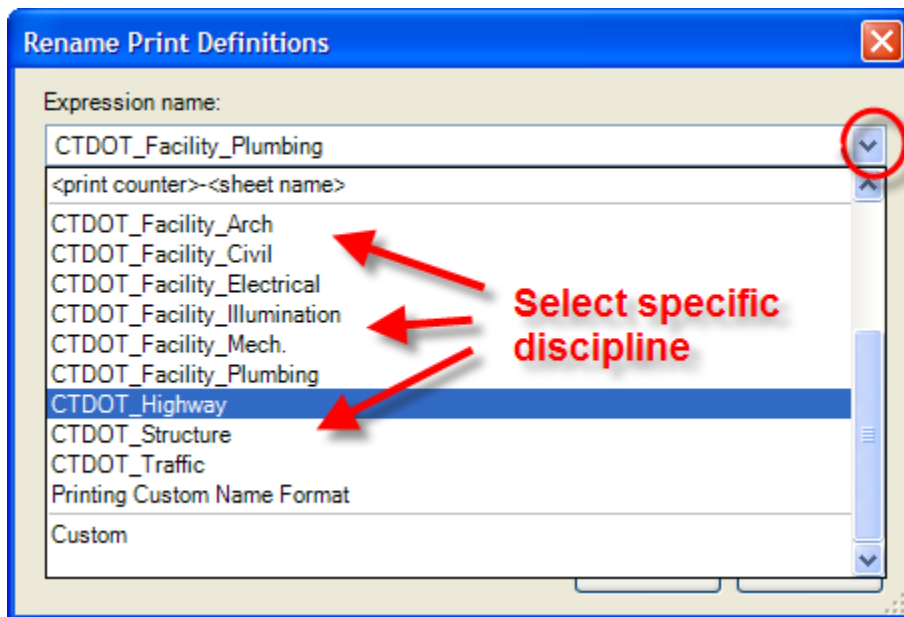 Rename Print Definitions
Expression name:
CTDOT_Facility_Plumbing
<print counter>-<sheet name>
CTDOT_Facility_Arch
CTDOT_Facility_Civil
CTDOT_Facility_Electrical
CTDOT_Facility_Illumination
CTDOT_Facility_Mech.
CTDOT_Facility_Plumbing
CTDOT_Highway
CTDOT_Structure
CTDOT_Traffic
Printing Custom Name Format
Custom
Select specific
discipline